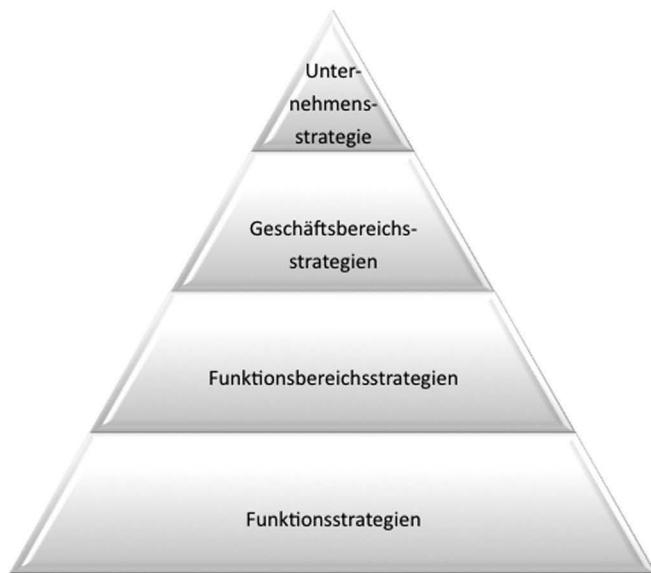 Unter-
nehmens-
strategie
Geschäftsbereichs-
strategien
Funktionsbereichsstrategien
Funktionsstrategien